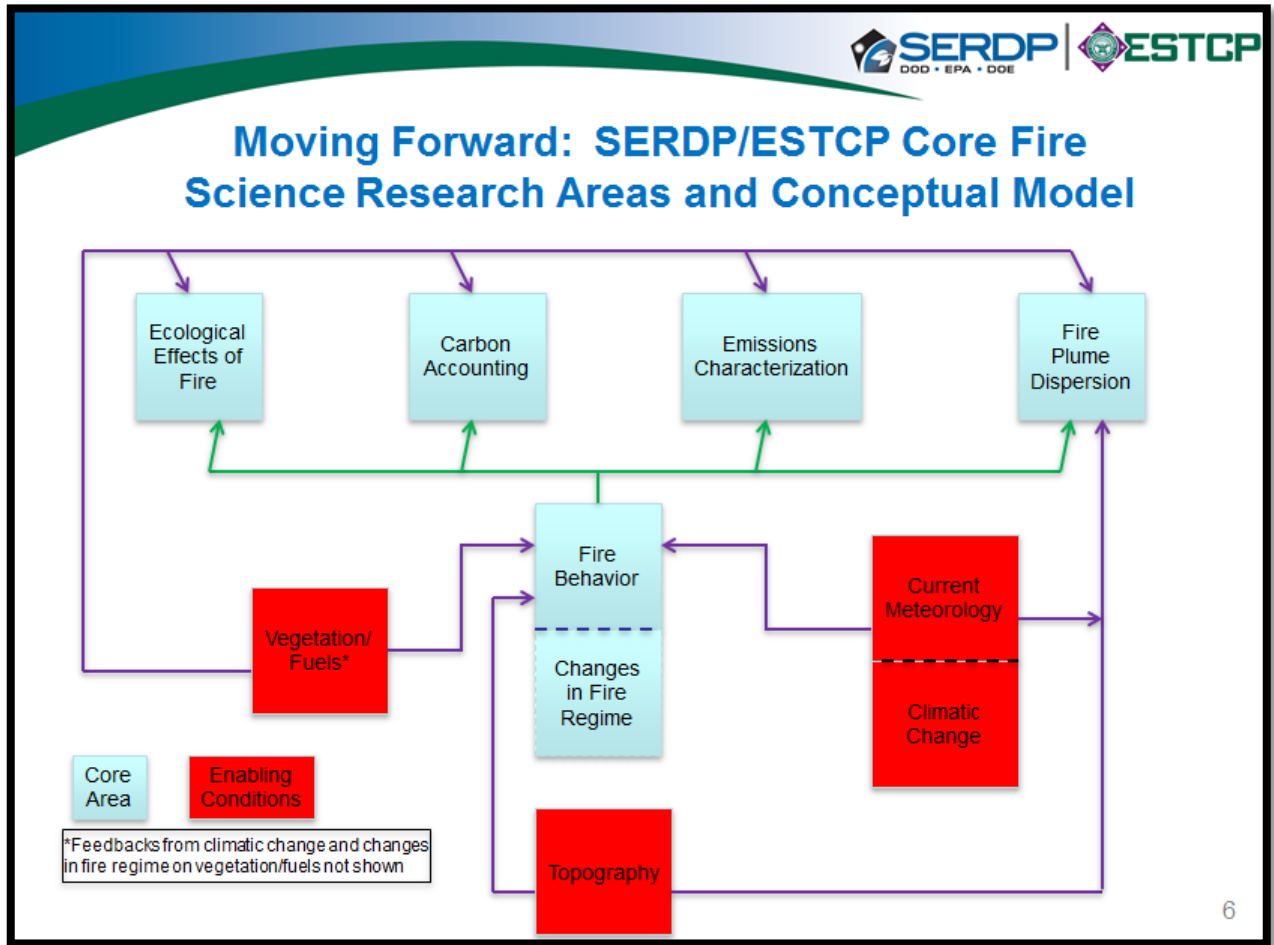 SERDP
DOD • EPA • DOE
ESTCP
Moving Forward: SERDP/ESTCP Core Fire
Science Research Areas and Conceptual Model
Ecological
Effects of
Fire
Carbon
Accounting
Emissions
Characterization
Fire
Plume
Dispersion
Fire
Behavior
Changes
in Fire
Regime
Vegetation/
Fuels*
Current
Meteorology
Climatic
Change
Core
Area
Enabling
Conditions
*Feedbacks from climatic change and changes
in fire regime on vegetation/fuels not shown
Topography
6